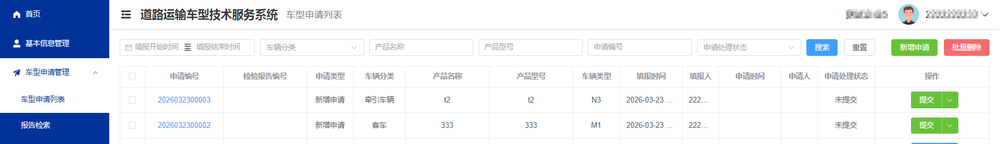 首页
基本信息管理
车型申请管理
车型申请列表
报告检索
道路运输车型技术服务系统 车型申请列表
填报开始时间 至 填报结束时间 车辆分类 产品名称 产品型号 申请编号 申请处理状态 搜索 重置 新增申请 批量删除
申请编号 检验报告编号 申请类型 车辆分类 产品名称 产品型号 车辆类型 填报时间 填报人 申请时间 申请人 申请处理状态 操作
2026032300003 新增申请 牵引车辆 t2 t2 N3 2026-03-23 ... 222... 未提交 提交
2026032300002 新增申请 客车 333 333 M1 2026-03-23 ... 222... 未提交 提交